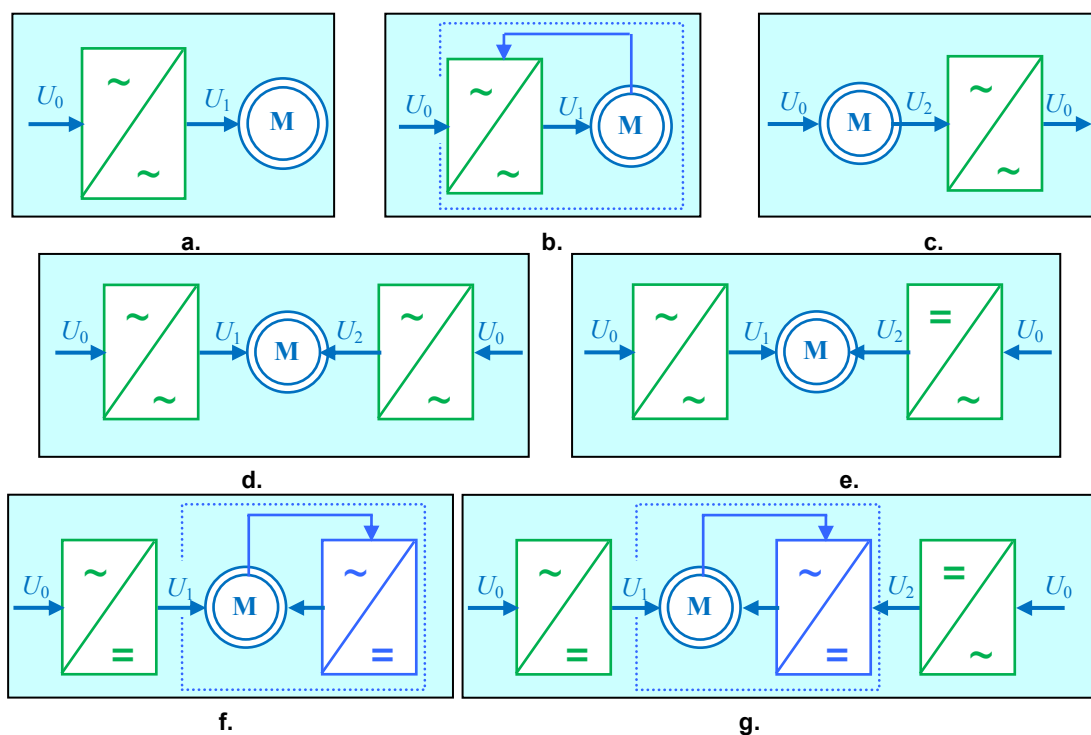 U₀ ~ ~ U₁ M
U₀ ~ ~ U₁ M
U₀ M U₂ ~ ~ U₀
a. b. c.
U₀ ~ ~ U₁ M U₂ ~ ~ U₀
U₀ ~ ~ U₁ M U₂ = ~ U₀
d. e.
U₀ ~ = U₁ M ~ =
U₀ ~ = U₁ M ~ = U₂ = ~ U₀
f. g.